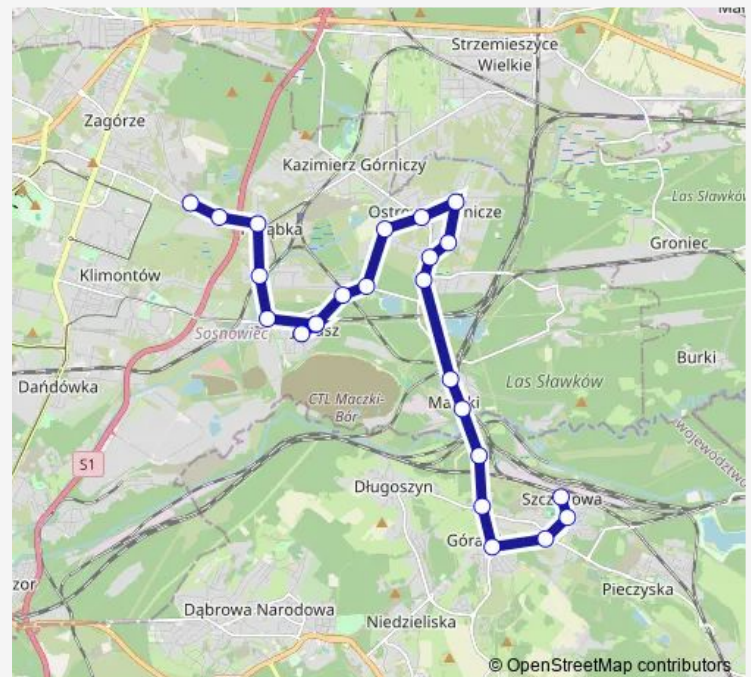 Strzemieszyce
Wielkie
Zagórze
Kazimierz Górniczy
Las Sławków
Groniec
Klimontów
Sosnowiec
Burki
Dańdówka
CTL Maczki-
Bór
Las Sławków
S1
Długoszyn
Góra
Pieczyska
Dąbrowa Narodowa
Niedzieliska
© OpenStreetMap contributors